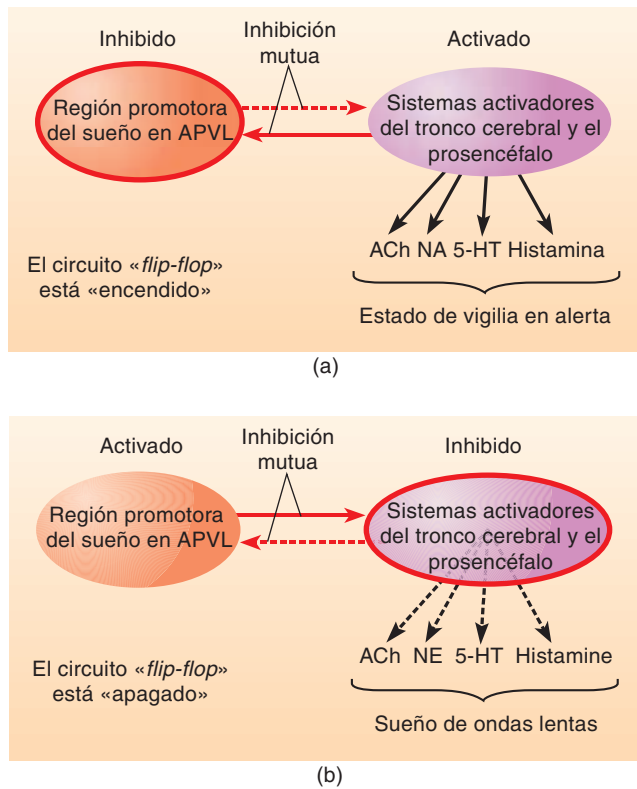 Inhibido
Inhibición
mutua
Activado
Región promotora
del sueño en APVL
Sistemas activadores
del tronco cerebral y el
prosencéfalo
ACh NA 5-HT Histamina
El circuito «flip-flop»
está «encendido»
Estado de vigilia en alerta
(a)
Activado
Inhibición
mutua
Inhibido
Región promotora
del sueño en APVL
Sistemas activadores
del tronco cerebral y el
prosencéfalo
ACh NE 5-HT Histamine
El circuito «flip-flop»
está «apagado»
Sueño de ondas lentas
(b)